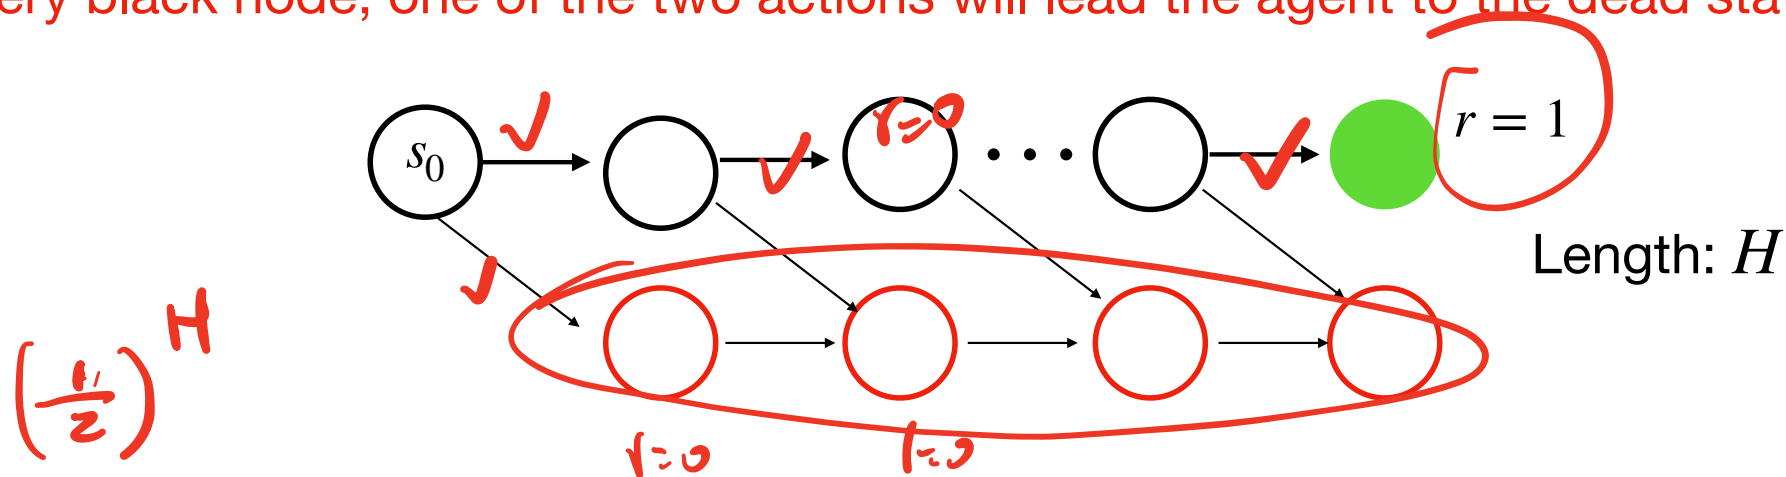 ery black node, one of the two actions will lead the agent to the dead sta
r=0
r = 1
s₀
Length: H
(1/2)^H
r=0
r=0